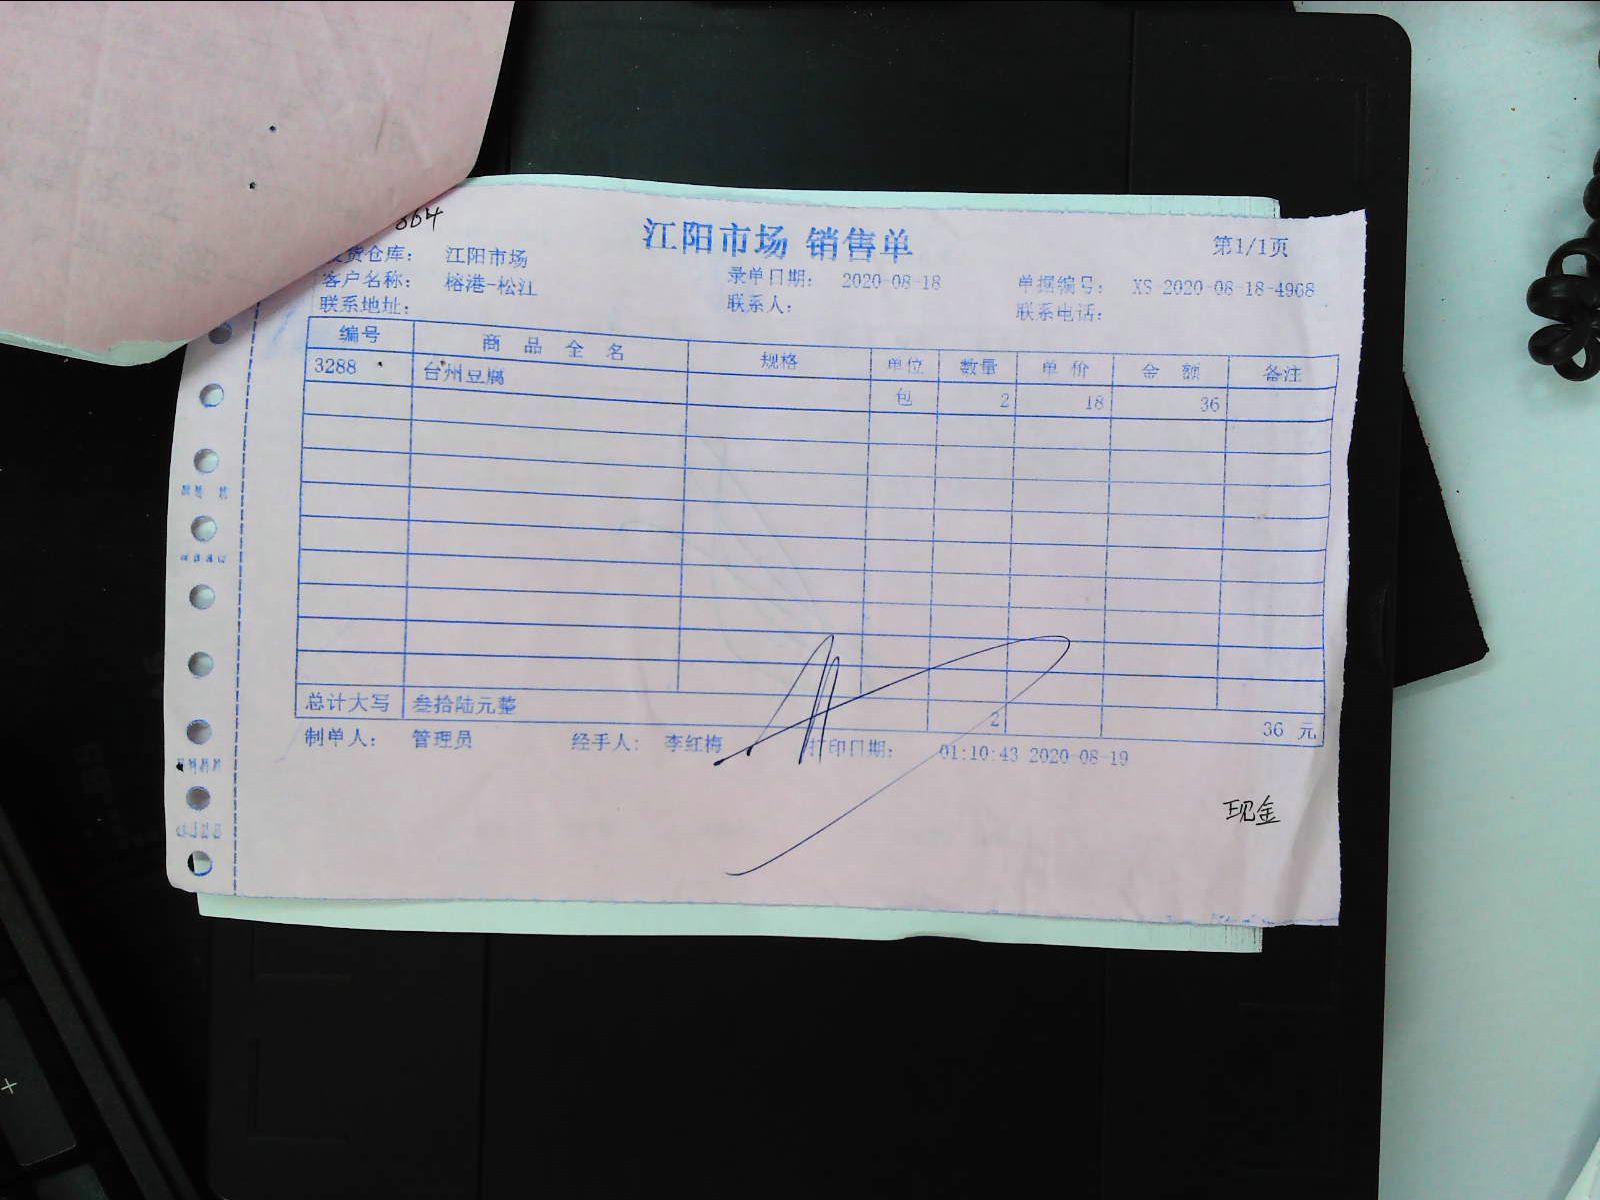 江阳市场 销售单
第1/1页
货仓库： 江阳市场
客户名称： 榕港-松江 录单日期： 2020-08-18 单据编号： XS-2020-08-18-4968
联系地址： 联系人： 联系电话：
编号 商品全名 规格 单位 数量 单价 金额 备注
3288 台州豆腐 包 2 18 36
总计大写 叁拾陆元整 2 36 元
制单人： 管理员 经手人： 李红梅 打印日期： 01:10:43 2020-08-19
现金